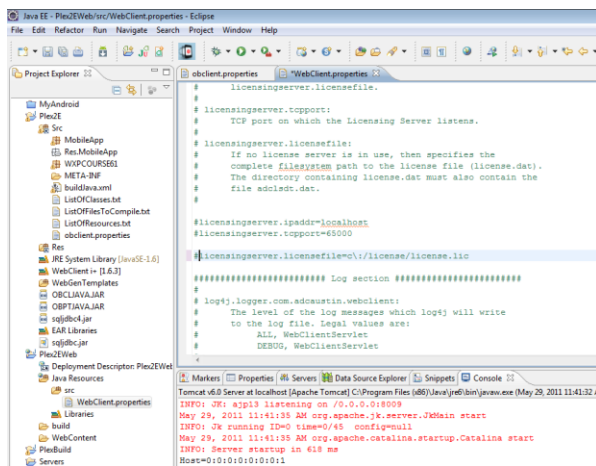 Java EE - Plex2EWeb/src/WebClient.properties - Eclipse
File Edit Refactor Run Navigate Search Project Window Help
Project Explorer
MyAndroid
Plex2E
Src
MobileApp
Res.MobileApp
WXPCOURSE61
META-INF
buildJava.xml
ListOfClasses.txt
ListOfFilesToCompile.txt
ListOfResources.txt
obclient.properties
Res
JRE System Library [JavaSE-1.6]
WebClient i+ [1.6.3]
WebGenTemplates
OBCLJAVA.JAR
OBPTJAVA.JAR
sqljdbc4.jar
EAR Libraries
sqljdbc.jar
Plex2EWeb
Deployment Descriptor: Plex2EWeb
Java Resources
src
WebClient.properties
Libraries
build
WebContent
PlexBuild
Servers
obclient.properties
*WebClient.properties
# licensingserver.licensefile.
#
# licensingserver.tcpport:
# TCP port on which the Licensing Server listens.
#
# licensingserver.licensefile:
# If no license server is in use, then specifies the
# complete filesystem path to the license file (license.dat).
# The directory containing license.dat must also contain the
# file adclsdt.dat.
#
#licensingserver.ipaddr=localhost
#licensingserver.tcpport=65000
#licensingserver.licensefile=c\:/license/license.lic
######################### Log section ########################
#
# log4j.logger.com.adcaustin.webclient:
# The level of the log messages which log4j will write
# to the log file. Legal values are:
# ALL, WebClientServlet
# DEBUG, WebClientServlet
Markers Properties Servers Data Source Explorer Snippets Console
Tomcat v6.0 Server at localhost [Apache Tomcat] C:\Program Files (x86)\Java\jre6\bin\javaw.exe (May 29, 2011 11:41:32 A
INFO: JK: ajp13 listening on /0.0.0.0:8009
May 29, 2011 11:41:35 AM org.apache.jk.server.JkMain start
INFO: Jk running ID=0 time=0/45 config=null
May 29, 2011 11:41:35 AM org.apache.catalina.startup.Catalina start
INFO: Server startup in 618 ms
Host=0:0:0:0:0:0:0:1